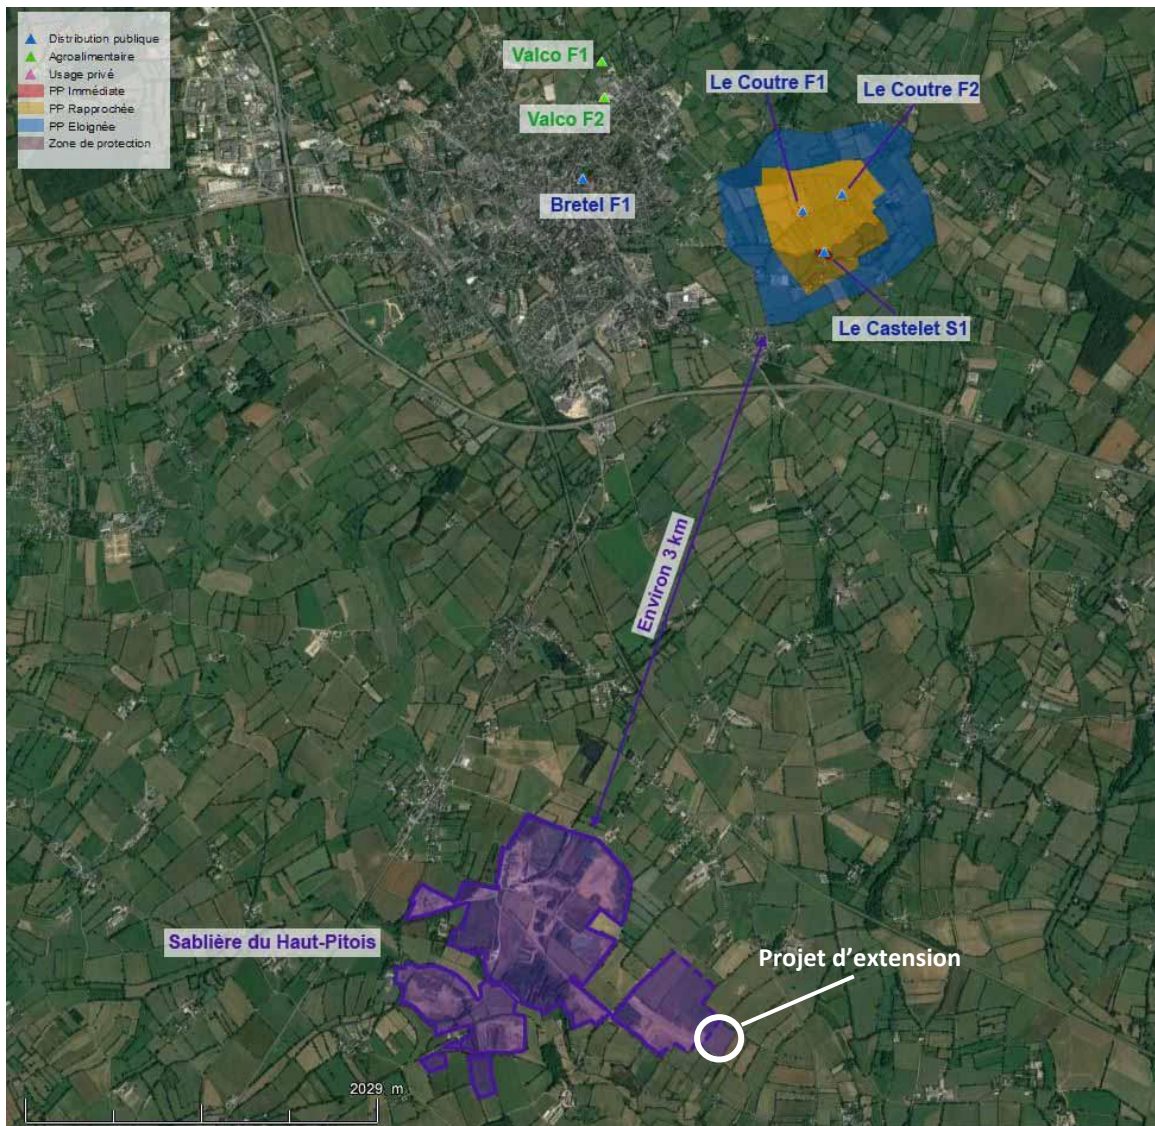 Distribution publique
Agroalimentaire
Usage privé
PP Immédiate
PP Rapprochée
PP Eloignée
Zone de protection
Valco F1
Valco F2
Bretel F1
Le Coutre F1
Le Coutre F2
Le Castelet S1
Environ 3 km
Sablière du Haut-Pitois
Projet d’extension
2029 m